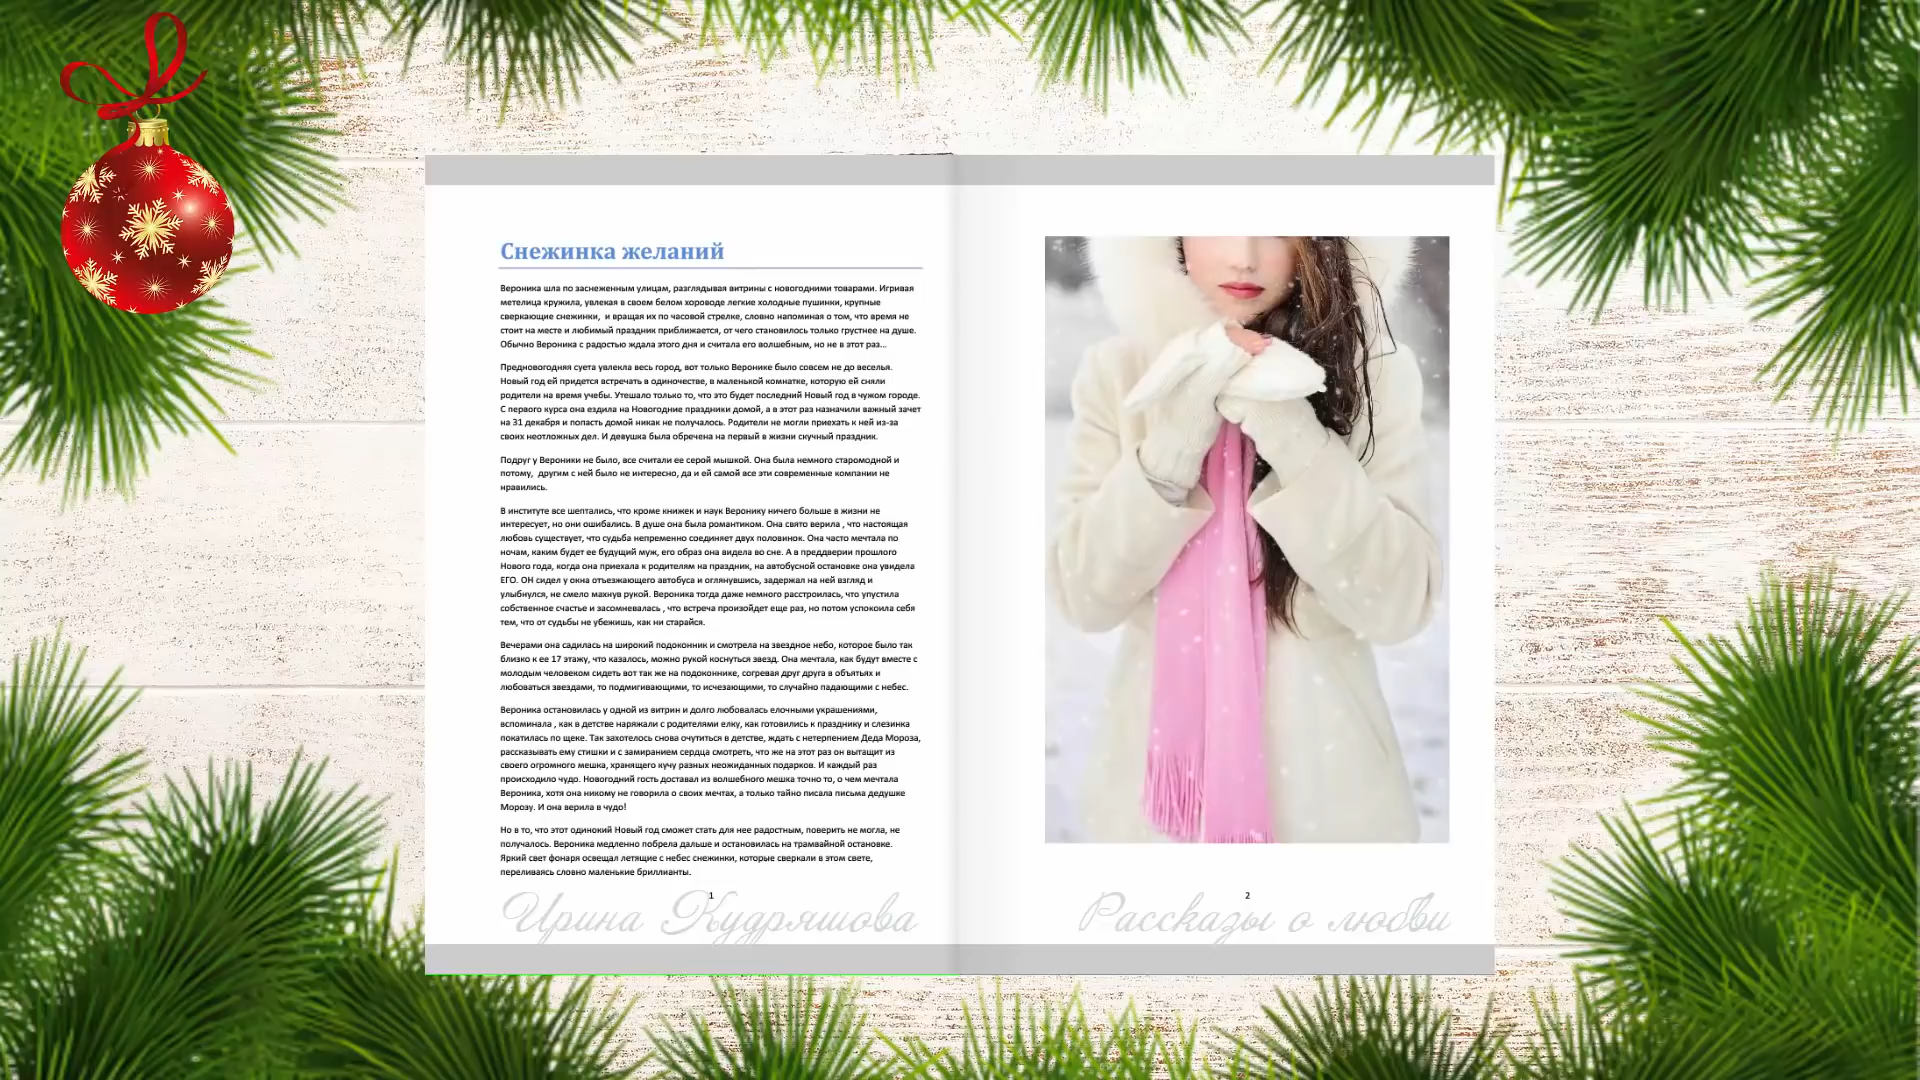 Снежинка желаний
Вероника шла по заснеженным улицам, разглядывая витрины с новогодними товарами. Игривая
метелица кружила, увлекая в своем белом хороводе легкие холодные пушинки, крупные
сверкающие снежинки,  и вращая их по часовой стрелке, словно напоминая о том, что время не
стоит на месте и любимый праздник приближается, от чего становилось только грустнее на душе.
Обычно Вероника с радостью ждала этого дня и считала его волшебным, но не в этот раз...
Предновогодняя суета увлекла весь город, вот только Веронике было совсем не до веселья.
Новый год ей придется встречать в одиночестве, в маленькой комнатке, которую ей сняли
родители на время учебы. Утешало только то, что это будет последний Новый год в чужом городе.
С первого курса она ездила на Новогодние праздники домой, а в этот раз назначили важный зачет
на 31 декабря и попасть домой никак не получалось. Родители не могли приехать к ней из-за
своих неотложных дел. И девушка была обречена на первый в жизни скучный праздник.
Подруг у Вероники не было, все считали ее серой мышкой. Она была немного старомодной и
потому,  другим с ней было не интересно, да и ей самой все эти современные компании не
нравились.
В институте все шептались, что кроме книжек и наук Веронику ничего больше в жизни не
интересует, но они ошибались. В душе она была романтиком. Она свято верила , что настоящая
любовь существует, что судьба непременно соединяет двух половинок. Она часто мечтала по
ночам, каким будет ее будущий муж, его образ она видела во сне. А в преддверии прошлого
Нового года, когда она приехала к родителям на праздник, на автобусной остановке она увидела
ЕГО. ОН сидел у окна отъезжающего автобуса и оглянувшись, задержал на ней взгляд и
улыбнулся, не смело махнув рукой. Вероника тогда даже немного расстроилась, что упустила
собственное счастье и засомневалась , что встреча произойдет еще раз, но потом успокоила себя
тем, что от судьбы не убежишь, как ни старайся.
Вечерами она садилась на широкий подоконник и смотрела на звездное небо, которое было так
близко к ее 17 этажу, что казалось, можно рукой коснуться звезд. Она мечтала, как будут вместе с
молодым человеком сидеть вот так же на подоконнике, согревая друг друга в объятьях и
любоваться звездами, то подмигивающими, то исчезающими, то случайно падающими с небес.
Вероника остановилась у одной из витрин и долго любовалась елочными украшениями,
вспоминала , как в детстве наряжали с родителями елку, как готовились к празднику и слезинка
покатилась по щеке. Так захотелось снова очутиться в детстве, ждать с нетерпением Деда Мороза,
рассказывать ему стишки и с замиранием сердца смотреть, что же на этот раз он вытащит из
своего огромного мешка, хранящего кучу разных неожиданных подарков. И каждый раз
происходило чудо. Новогодний гость доставал из волшебного мешка точно то, о чем мечтала
Вероника, хотя она никому не говорила о своих мечтах, а только тайно писала письма дедушке
Морозу. И она верила в чудо!
Но в то, что этот одинокий Новый год сможет стать для нее радостным, поверить не могла, не
получалось. Вероника медленно побрела дальше и остановилась на трамвайной остановке.
Яркий свет фонаря освещал летящие с небес снежинки, которые сверкали в этом свете,
переливаясь словно маленькие бриллианты.
1
Ирина Кудряшова
2
Рассказы о любви